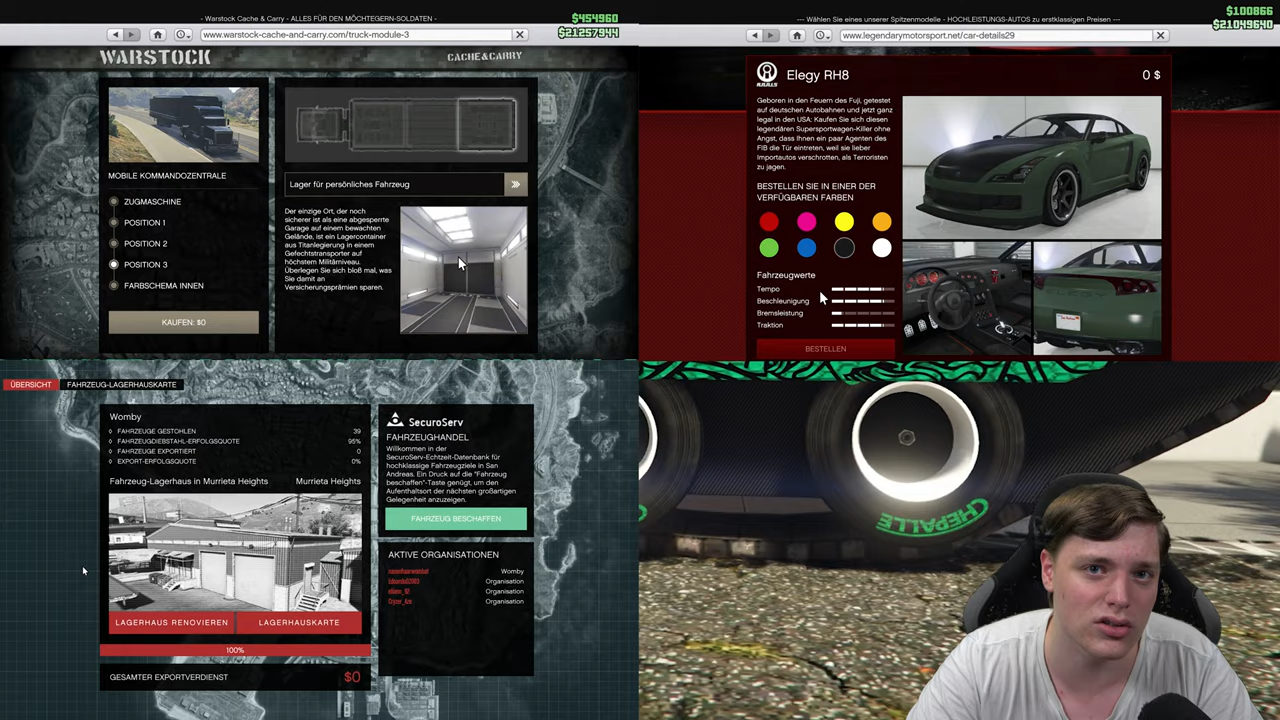 - Warstock Cache & Carry - ALLES FÜR DEN MÖCHTEGERN-SOLDATEN -
$454960
$21257944
www.warstock-cache-and-carry.com/truck-module-3
WARSTOCK
CACHE&CARRY
MOBILE KOMMANDOZENTRALE
ZUGMASCHINE
POSITION 1
POSITION 2
POSITION 3
FARBSCHEMA INNEN
KAUFEN: $0
Lager für persönliches Fahrzeug
Der einzige Ort, der noch
sicherer ist als eine abgesperrte
Garage auf einem bewachten
Gelände, ist ein Lagercontainer
aus Titanlegierung in einem
Gefechtstransporter auf
höchstem Militärniveau.
Überlegen Sie sich bloß mal, was
Sie damit an
Versicherungsprämien sparen.
--- Wählen Sie eines unserer Spitzenmodelle - HOCHLEISTUNGS-AUTOS zu erstklassigen Preisen ---
$100866
$21049640
www.legendarymotorsport.net/car-details29
Elegy RH8
0 $
Geboren in den Feuern des Fuji, getestet
auf deutschen Autobahnen und jetzt ganz
legal in den USA: Kaufen Sie sich diesen
legendären Supersportwagen-Killer ohne
Angst, dass Ihnen ein paar Agenten des
FIB die Tür eintreten, weil sie lieber
Importautos verschrotten, als Terroristen
zu jagen.
BESTELLEN SIE IN EINER DER
VERFÜGBAREN FARBEN
Fahrzeugwerte
Tempo
Beschleunigung
Bremsleistung
Traktion
BESTELLEN
ÜBERSICHT
FAHRZEUG-LAGERHAUSKARTE
Womby
FAHRZEUGE GESTOHLEN 39
FAHRZEUGDIEBSTAHL-ERFOLGSQUOTE 95%
FAHRZEUGE EXPORTIERT 0
EXPORT-ERFOLGSQUOTE 0%
Fahrzeug-Lagerhaus in Murrieta Heights Murrieta Heights
LAGERHAUS RENOVIEREN
LAGERHAUSKARTE
100%
GESAMTER EXPORTVERDIENST $0
SecuroServ
FAHRZEUGHANDEL
Willkommen in der
SecuroServ-Echtzeit-Datenbank für
hochklassige Fahrzeugziele in San
Andreas. Ein Druck auf die "Fahrzeug
beschaffen"-Taste genügt, um den
Aufenthaltsort der nächsten großartigen
Gelegenheit anzuzeigen.
FAHRZEUG BESCHAFFEN
AKTIVE ORGANISATIONEN
Womby
Organisation
Organisation
Organisation
CHEPALLE